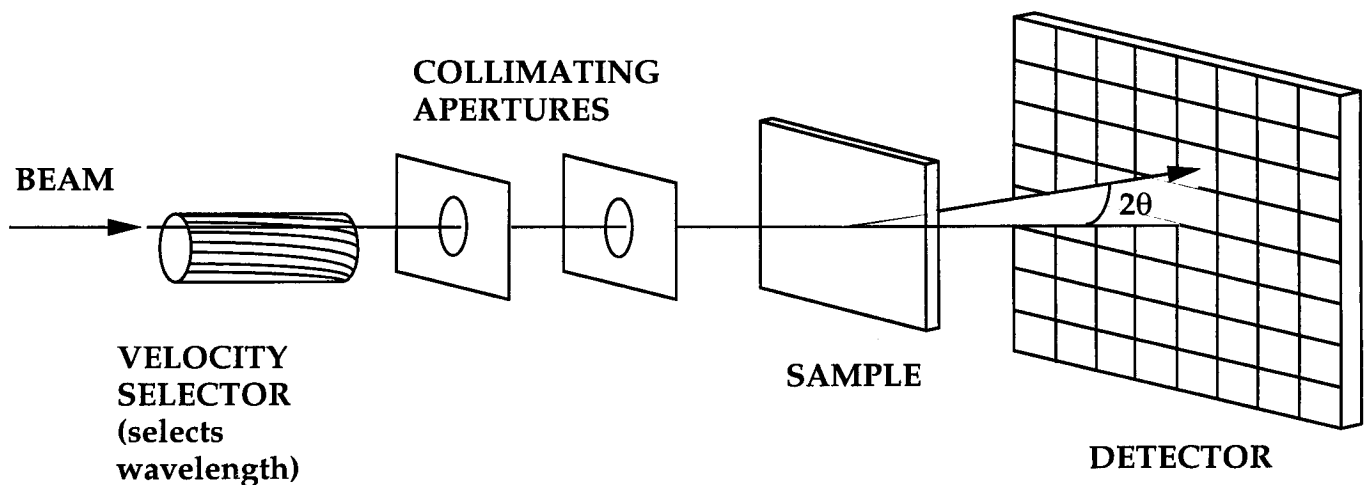 COLLIMATING
APERTURES
BEAM
2θ
VELOCITY
SELECTOR
(selects
wavelength)
SAMPLE
DETECTOR